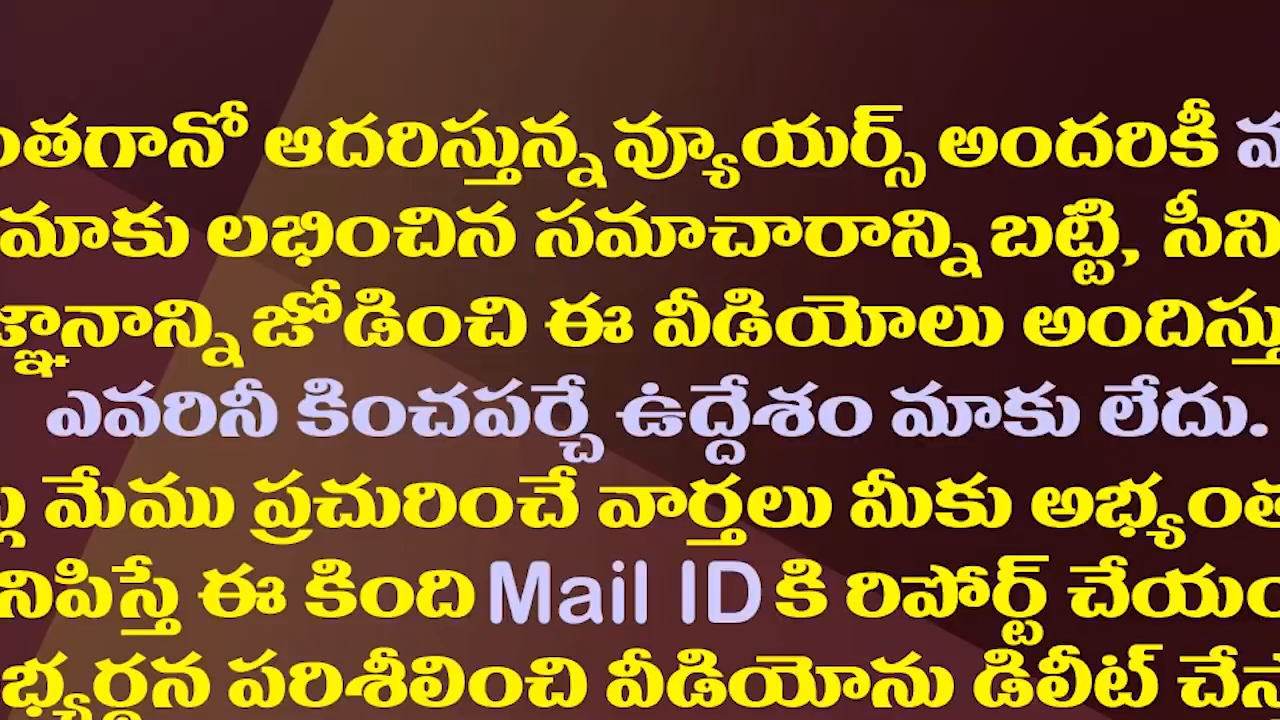 ంతగానో ఆదరిస్తున్న వ్యూయర్స్ అందరికీ
మాకు లభించిన సమాచారాన్ని బట్టి, సీని
జ్ఞానాన్ని జోడించి ఈ వీడియోలు అందిస్తు
ఎవరినీ కించపర్చే ఉద్దేశం మాకు లేదు.
మేము ప్రచురించే వార్తలు మీకు అభ్యంత
నిపిస్తే ఈ కింది Mail ID కి రిపోర్ట్ చేయం
భ్యర్థన పరిశీలించి వీడియోను డిలీట్ చేస